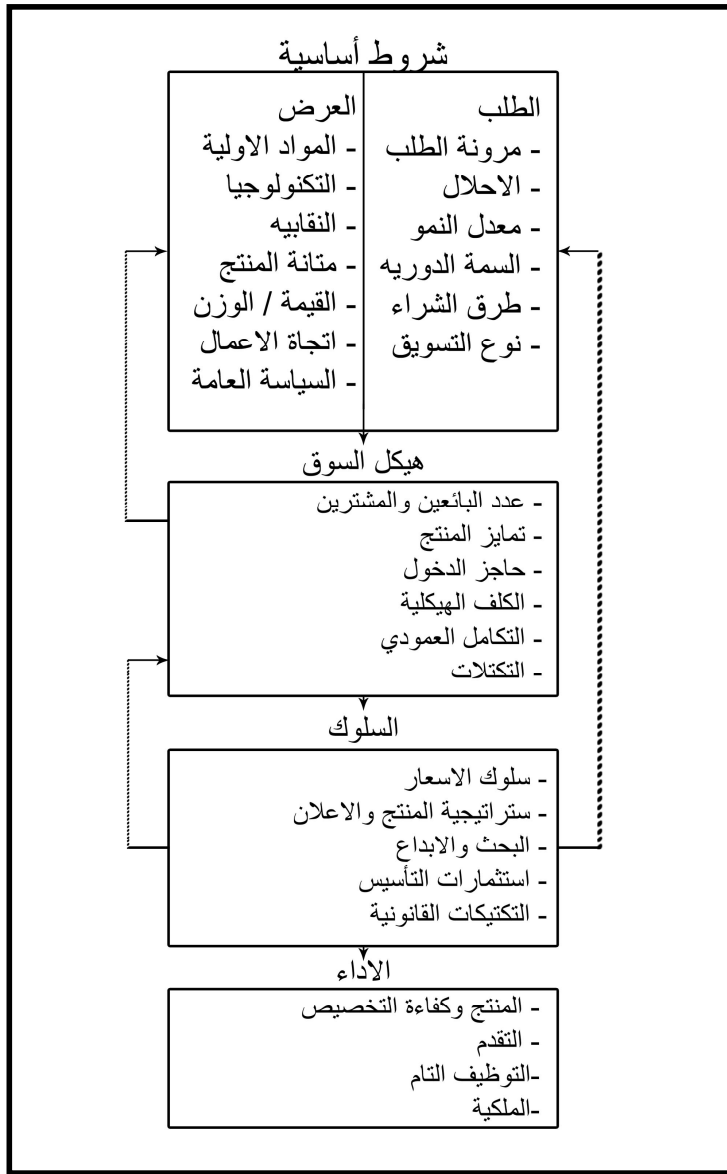 شروط أساسية
الطلب
- مرونة الطلب
- الاحلال
- معدل النمو
- السمة الدوريه
- طرق الشراء
- نوع التسويق
العرض
- المواد الاولية
- التكنولوجيا
- النقابيه
- متانة المنتج
- القيمة / الوزن
- اتجاة الاعمال
- السياسة العامة
هيكل السوق
- عدد البائعين والمشترين
- تمايز المنتج
- حاجز الدخول
- الكلف الهيكلية
- التكامل العمودي
- التكتلات
السلوك
- سلوك الاسعار
- ستراتيجية المنتج والاعلان
- البحث والابداع
- استثمارات التأسيس
- التكتيكات القانونية
الاداء
- المنتج وكفاءة التخصيص
- التقدم
-التوظيف التام
-الملكية